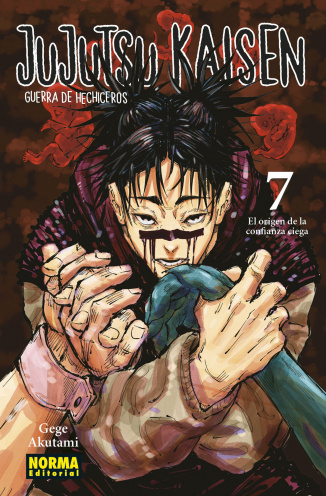 JUJUTSU KAISEN
GUERRA DE HECHICEROS
7
El origen de la
confianza ciega
Gege
Akutami
NORMA
Editorial